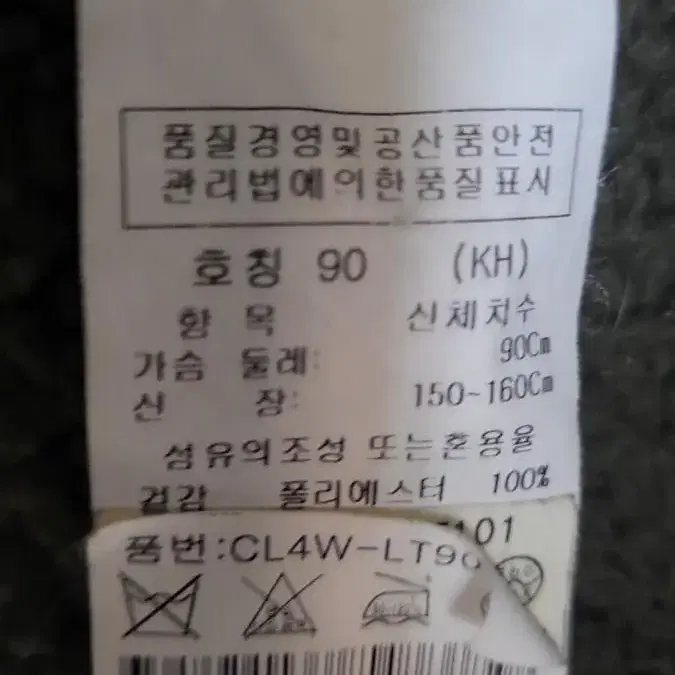 품질경영및공산품안전
관리법에의한품질표시
호칭 90 (KH)
항 목 신체치수
가슴 둘레: 90Cm
신 장: 150~160Cm
섬유의조성 또는혼용율
겉감 폴리에스터 100%
101
품번:CL4W-LT90